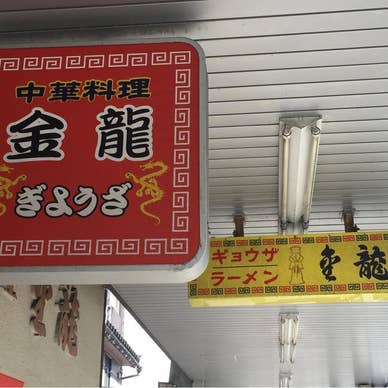 中華料理
金龍
ぎようざ
ギョウザ
ラーメン
金龍